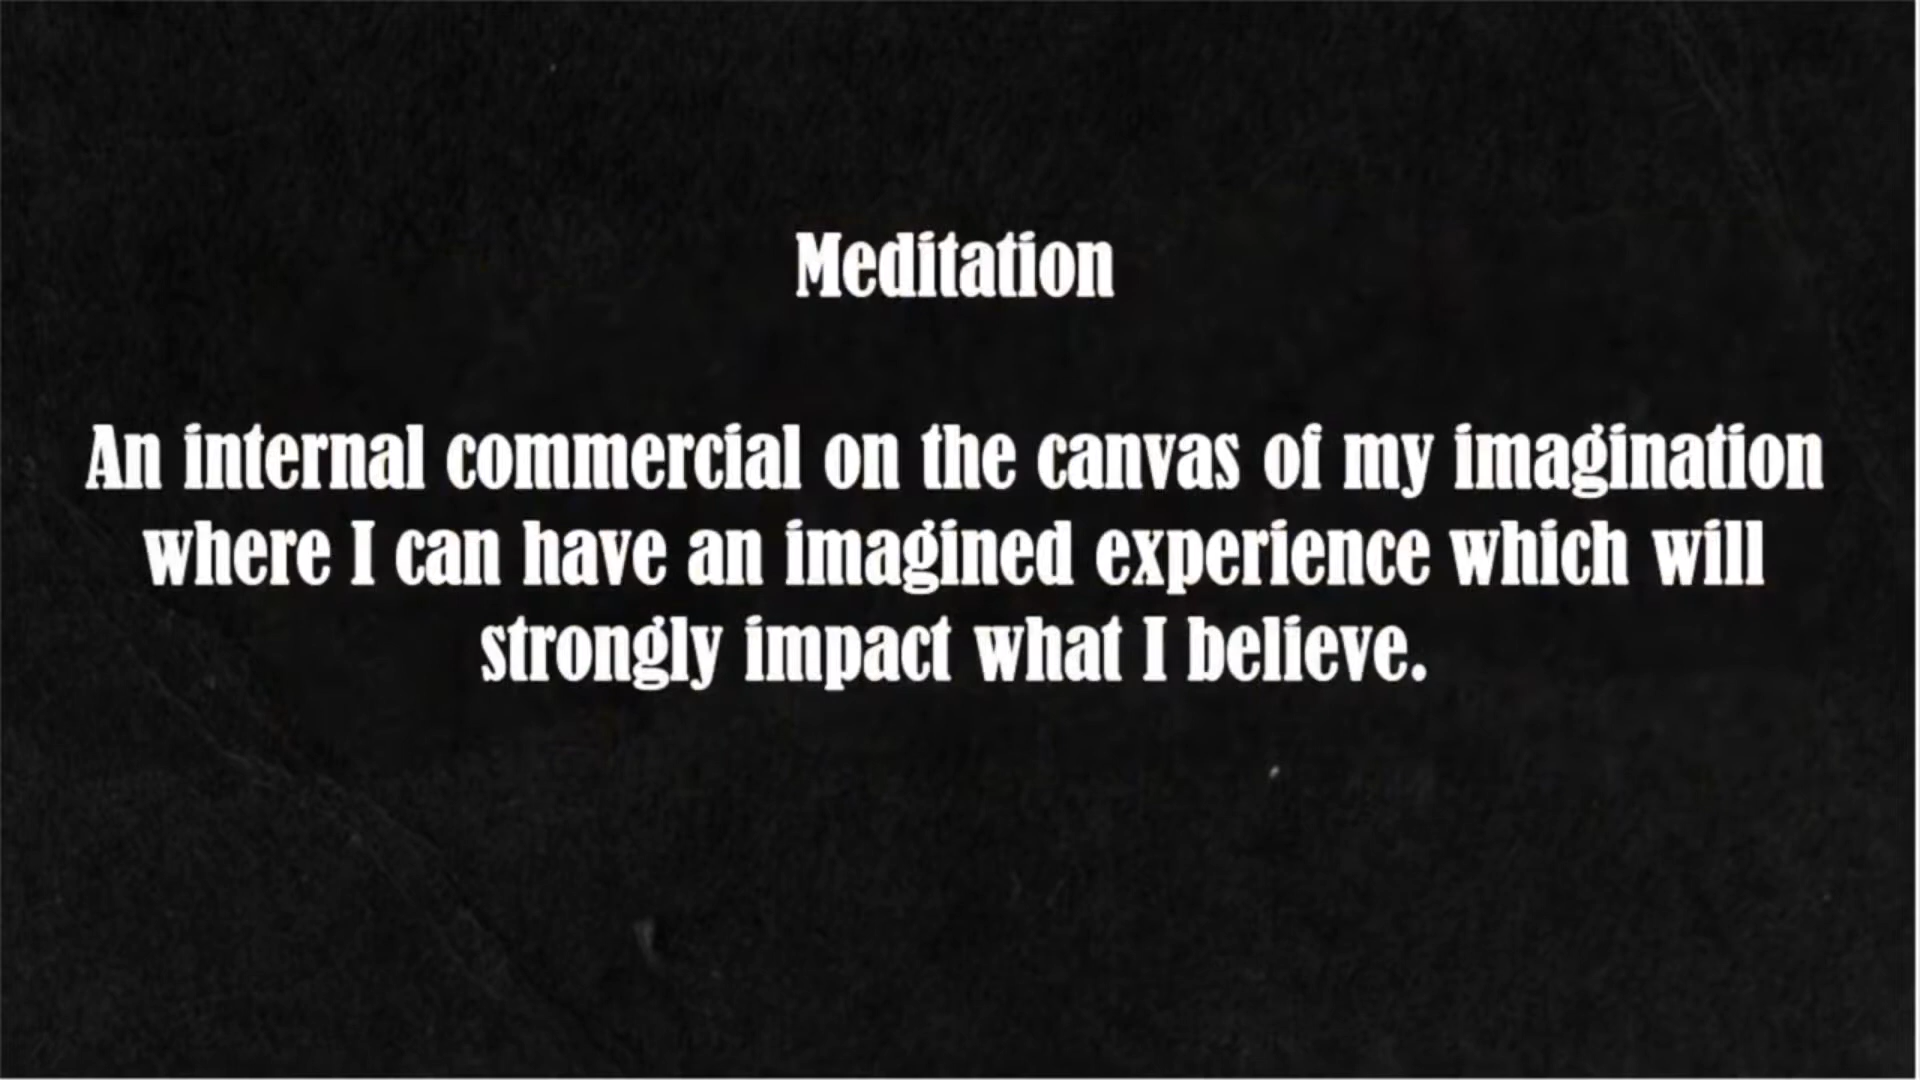 Meditation
An internal commercial on the canvas of my imagination
where I can have an imagined experience which will
strongly impact what I believe.